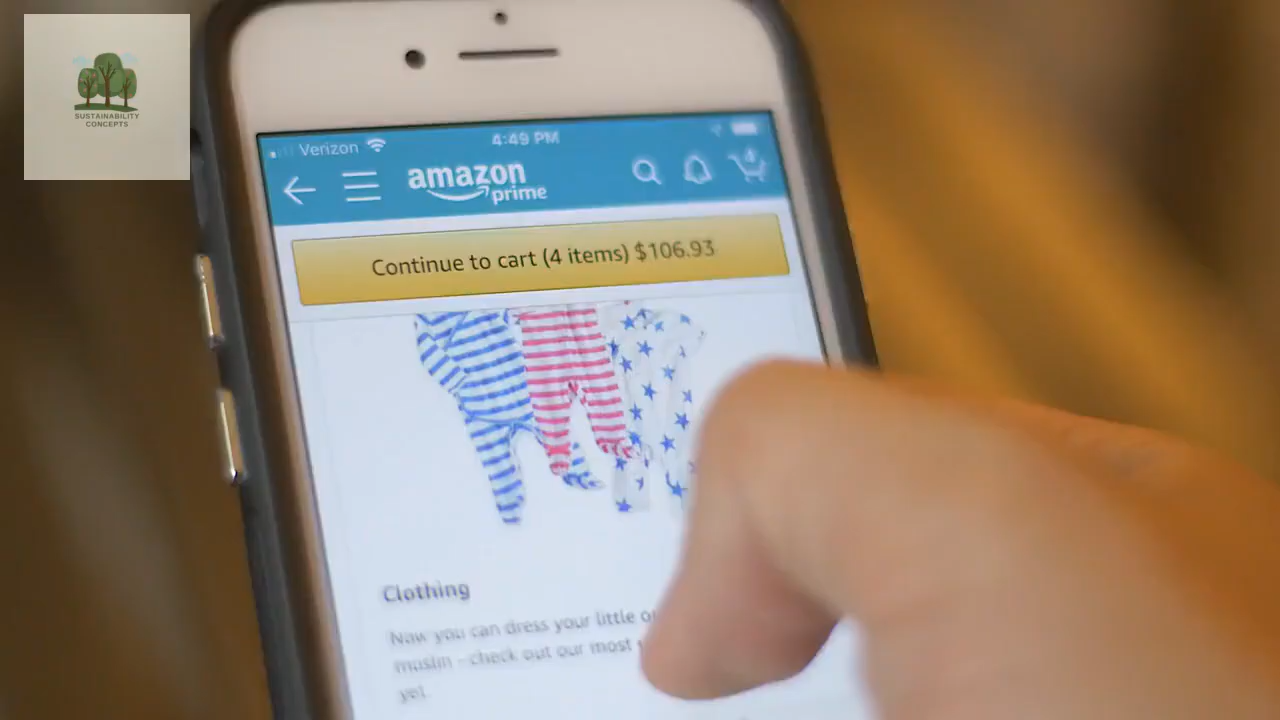 SUSTAINABILITY
CONCEPTS
Verizon 4:49 PM
amazon
prime
4
Continue to cart (4 items) $106.93
Clothing
Now you can dress your little
muslin - check out our most
yet.